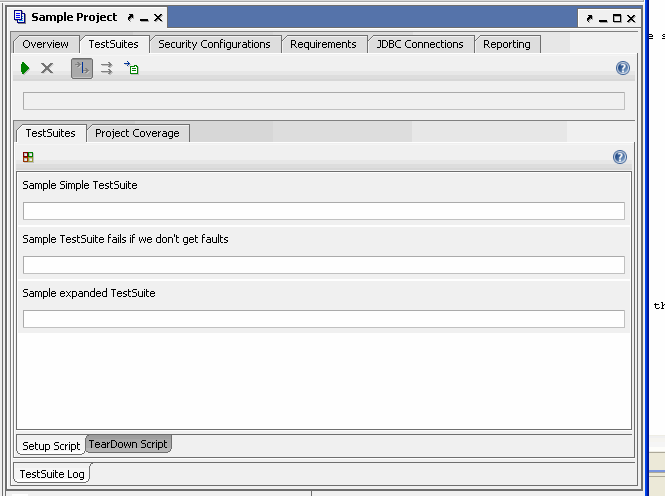 Sample Project
Overview TestSuites Security Configurations Requirements JDBC Connections Reporting
TestSuites Project Coverage
Sample Simple TestSuite
Sample TestSuite fails if we don't get faults
Sample expanded TestSuite
Setup Script TearDown Script
TestSuite Log